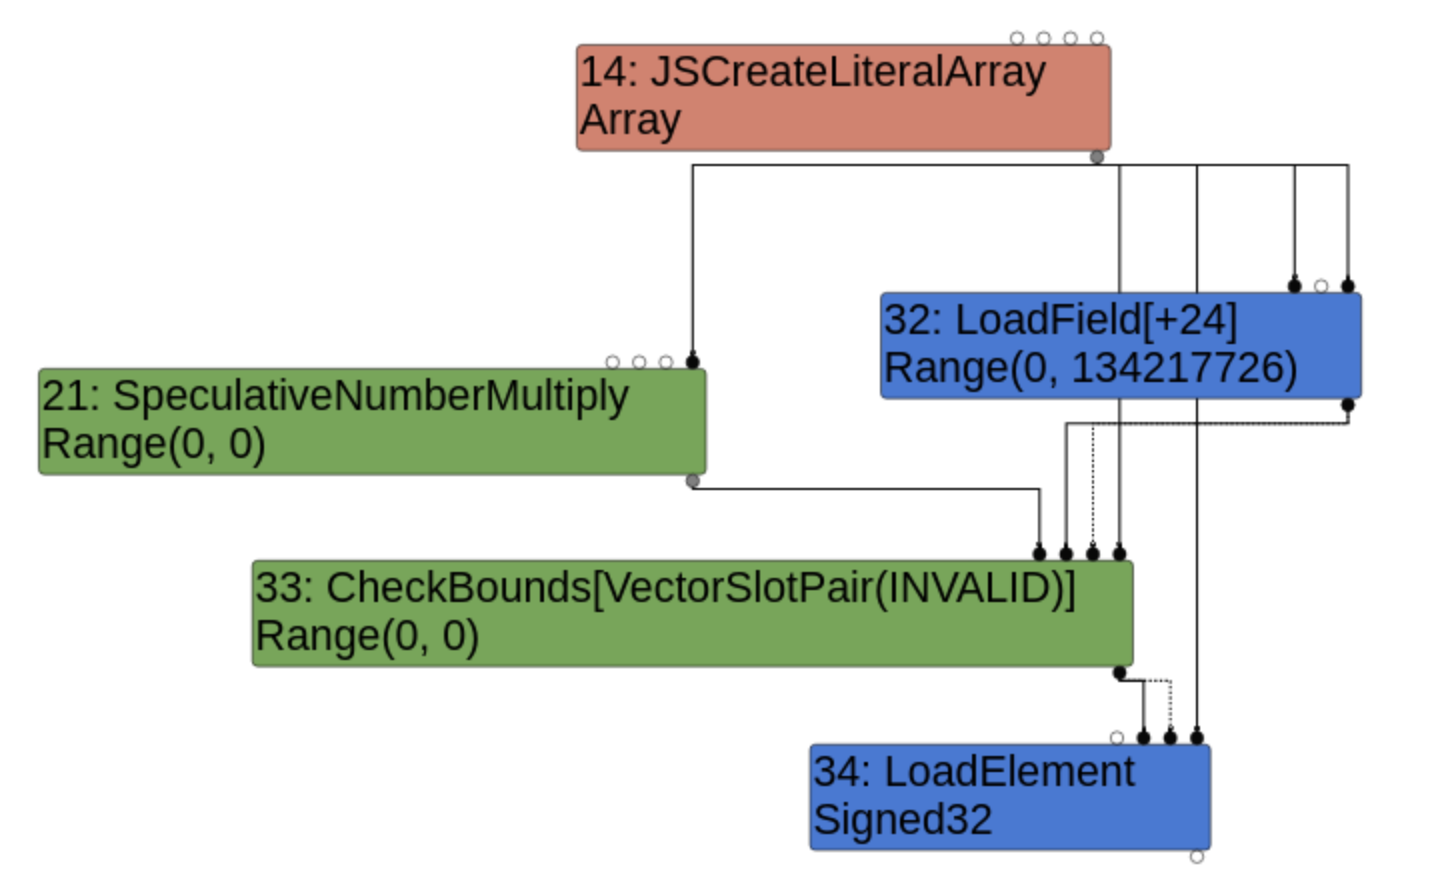 14: JSCreateLiteralArray
Array
32: LoadField[+24]
Range(0, 134217726)
21: SpeculativeNumberMultiply
Range(0, 0)
33: CheckBounds[VectorSlotPair(INVALID)]
Range(0, 0)
34: LoadElement
Signed32